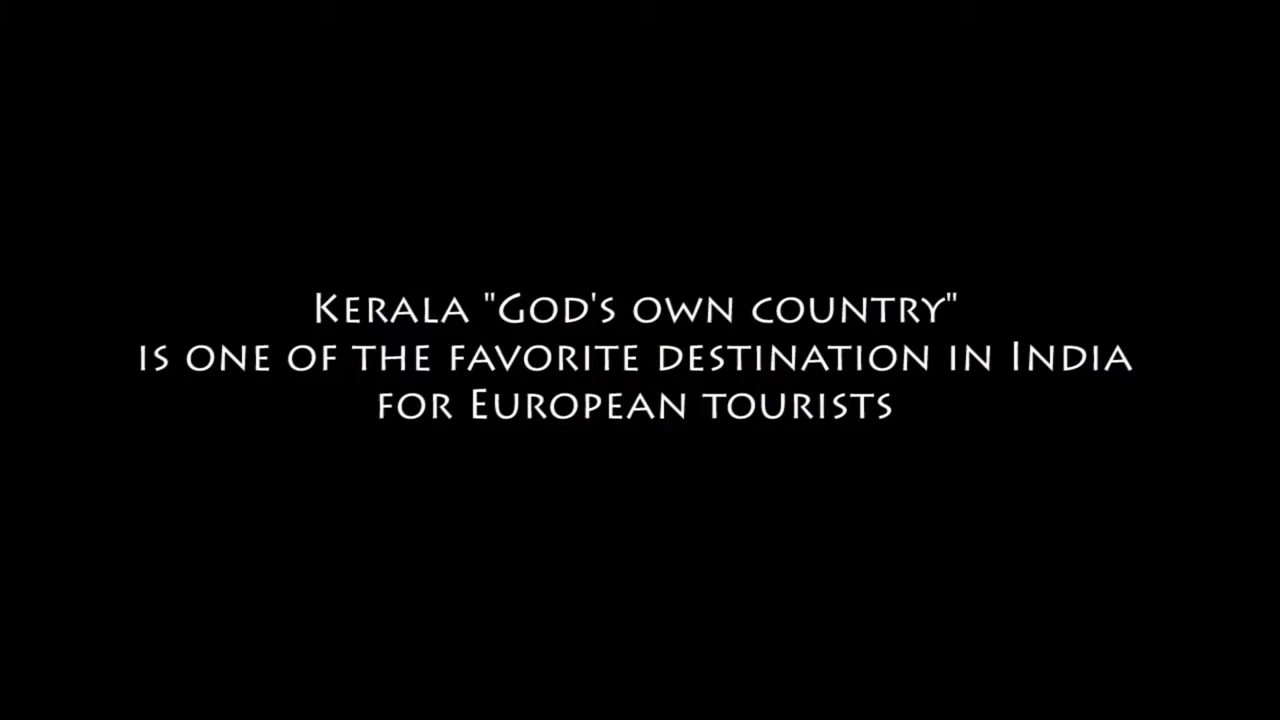 Kerala "God's own country"
is one of the favorite destination in India
for European tourists